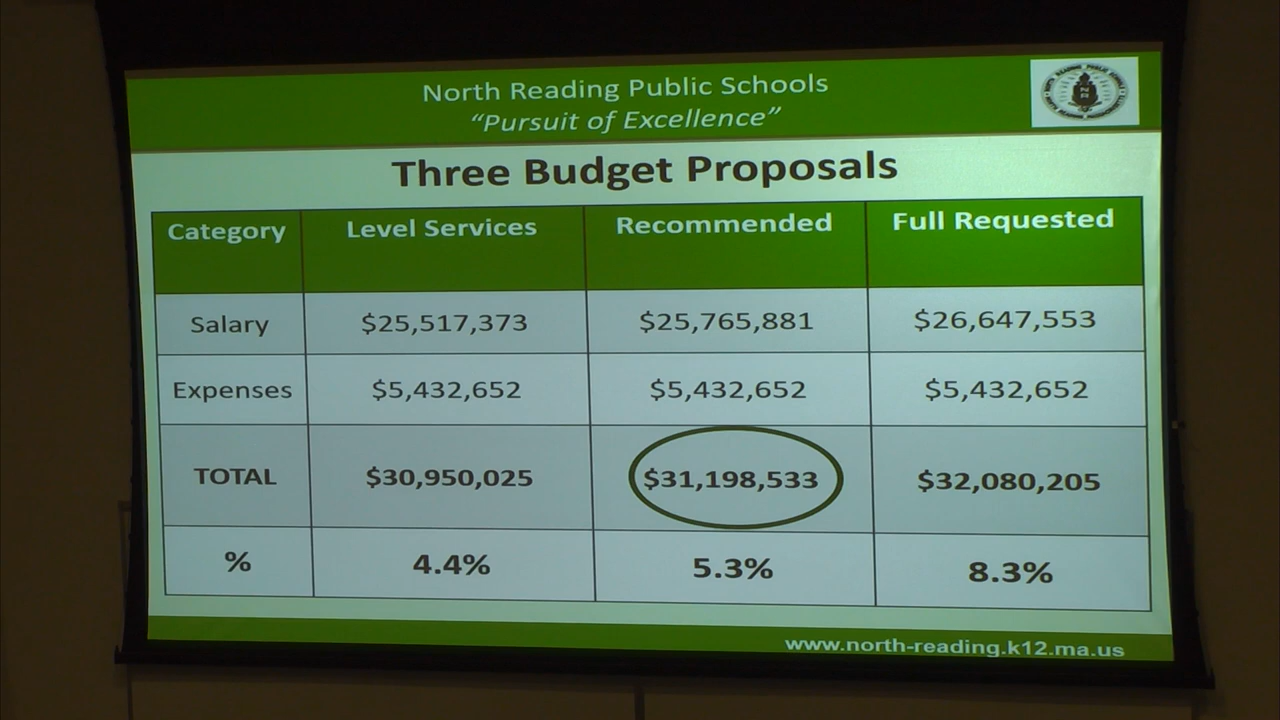 North Reading Public Schools
“Pursuit of Excellence”
Three Budget Proposals
Category Level Services Recommended Full Requested
Salary $25,517,373 $25,765,881 $26,647,553
Expenses $5,432,652 $5,432,652 $5,432,652
TOTAL $30,950,025 $31,198,533 $32,080,205
% 4.4% 5.3% 8.3%
www.north-reading.k12.ma.us